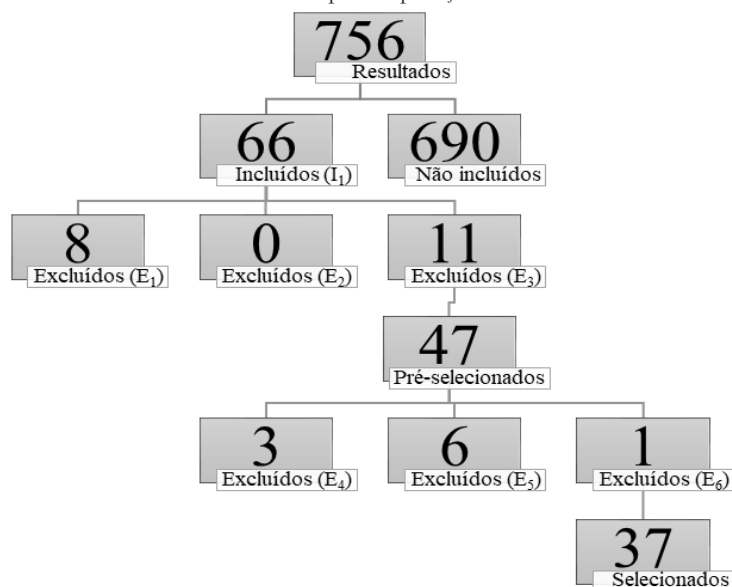 756
Resultados
66
Incluídos (I₁)
690
Não incluídos
8
Excluídos (E₁)
0
Excluídos (E₂)
11
Excluídos (E₃)
47
Pré-selecionados
3
Excluídos (E₄)
6
Excluídos (E₅)
1
Excluídos (E₆)
37
Selecionados